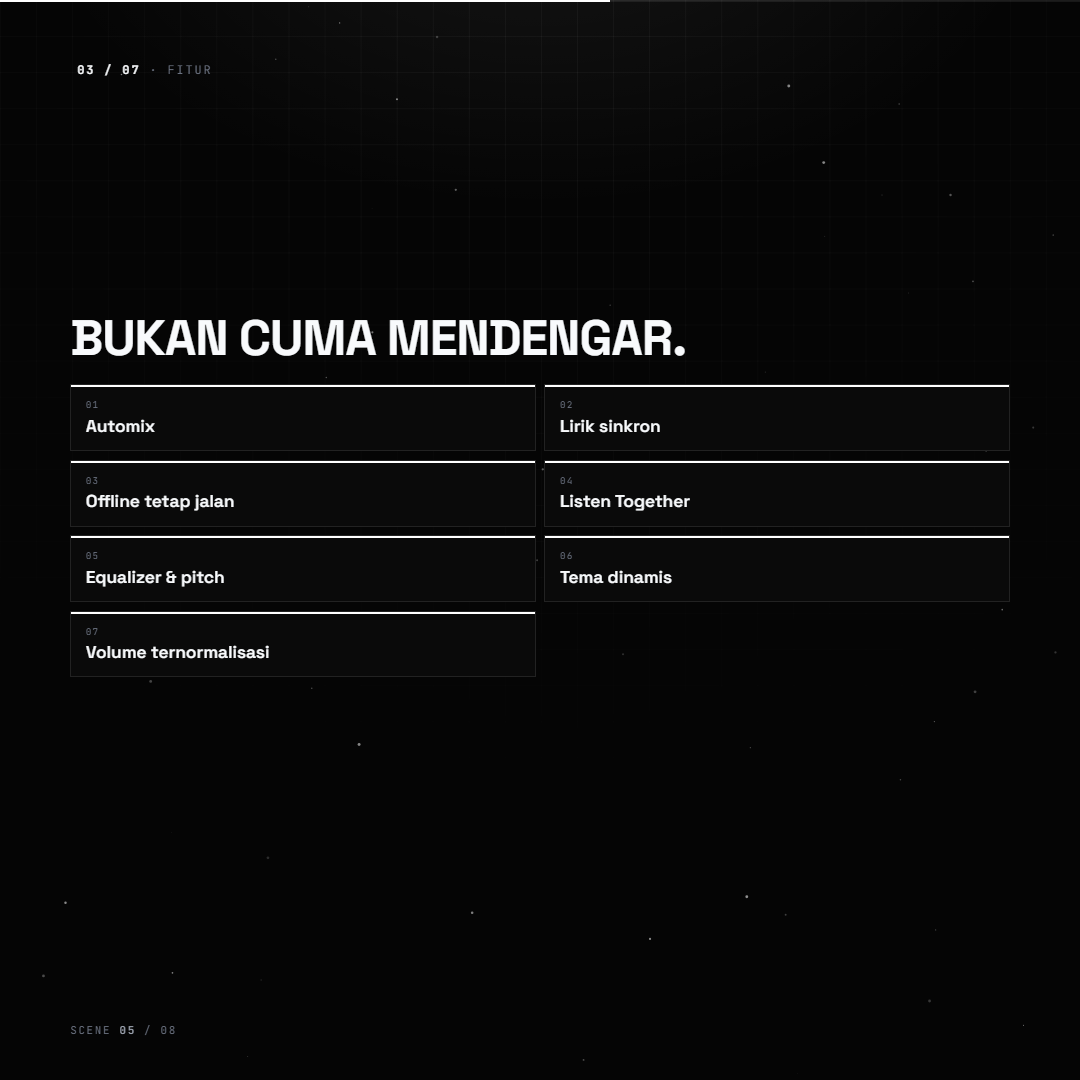 03 / 07 · FITUR
BUKAN CUMA MENDENGAR.
01
Automix
02
Lirik sinkron
03
Offline tetap jalan
04
Listen Together
05
Equalizer & pitch
06
Tema dinamis
07
Volume ternormalisasi
SCENE 05 / 08